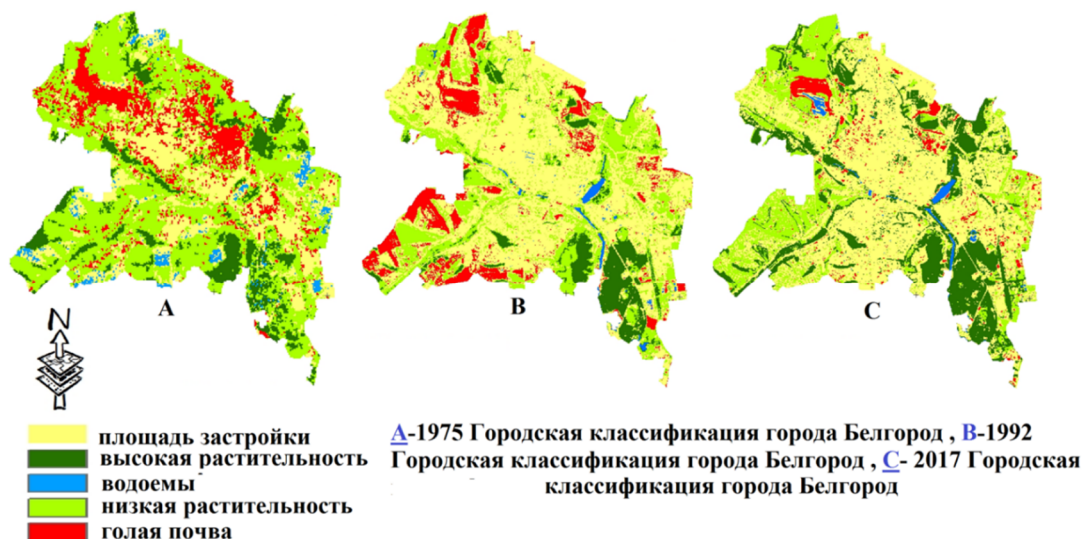 A
B
C
N
площадь застройки
высокая растительность
водоемы
низкая растительность
голая почва
A-1975 Городская классификация города Белгород , B-1992
Городская классификация города Белгород , C- 2017 Городская
классификация города Белгород